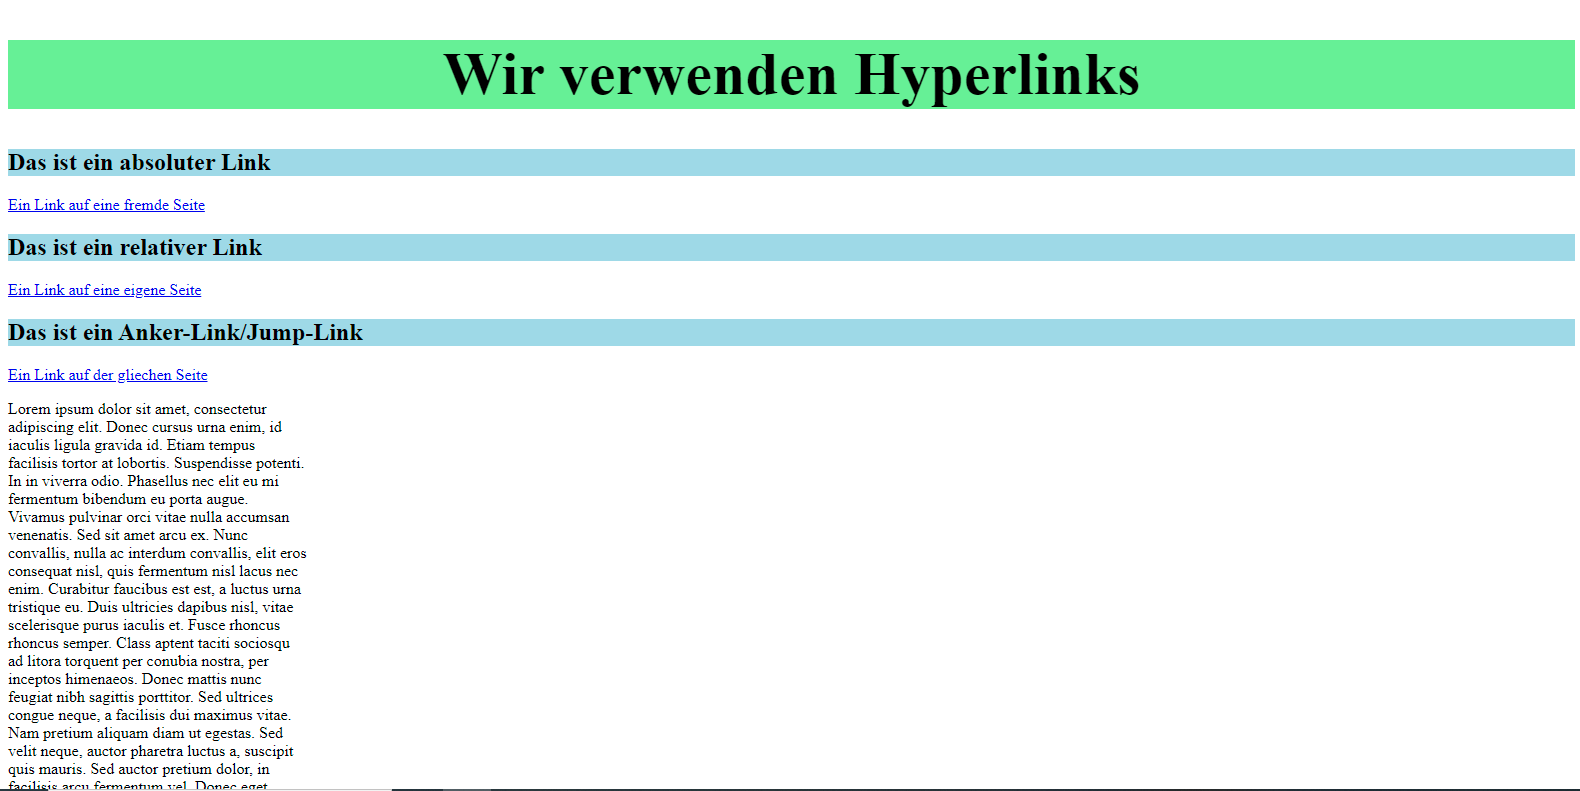 Wir verwenden Hyperlinks
Das ist ein absoluter Link
Ein Link auf eine fremde Seite
Das ist ein relativer Link
Ein Link auf eine eigene Seite
Das ist ein Anker-Link/Jump-Link
Ein Link auf der gliechen Seite
Lorem ipsum dolor sit amet, consectetur
adipiscing elit. Donec cursus urna enim, id
iaculis ligula gravida id. Etiam tempus
facilisis tortor at lobortis. Suspendisse potenti.
In in viverra odio. Phasellus nec elit eu mi
fermentum bibendum eu porta augue.
Vivamus pulvinar orci vitae nulla accumsan
venenatis. Sed sit amet arcu ex. Nunc
convallis, nulla ac interdum convallis, elit eros
consequat nisl, quis fermentum nisl lacus nec
enim. Curabitur faucibus est est, a luctus urna
tristique eu. Duis ultricies dapibus nisl, vitae
scelerisque purus iaculis et. Fusce rhoncus
rhoncus semper. Class aptent taciti sociosqu
ad litora torquent per conubia nostra, per
inceptos himenaeos. Donec mattis nunc
feugiat nibh sagittis porttitor. Sed ultrices
congue neque, a facilisis dui maximus vitae.
Nam pretium aliquam diam ut egestas. Sed
velit neque, auctor pharetra luctus a, suscipit
quis mauris. Sed auctor pretium dolor, in
facilisis arcu fermentum vel. Donec eget